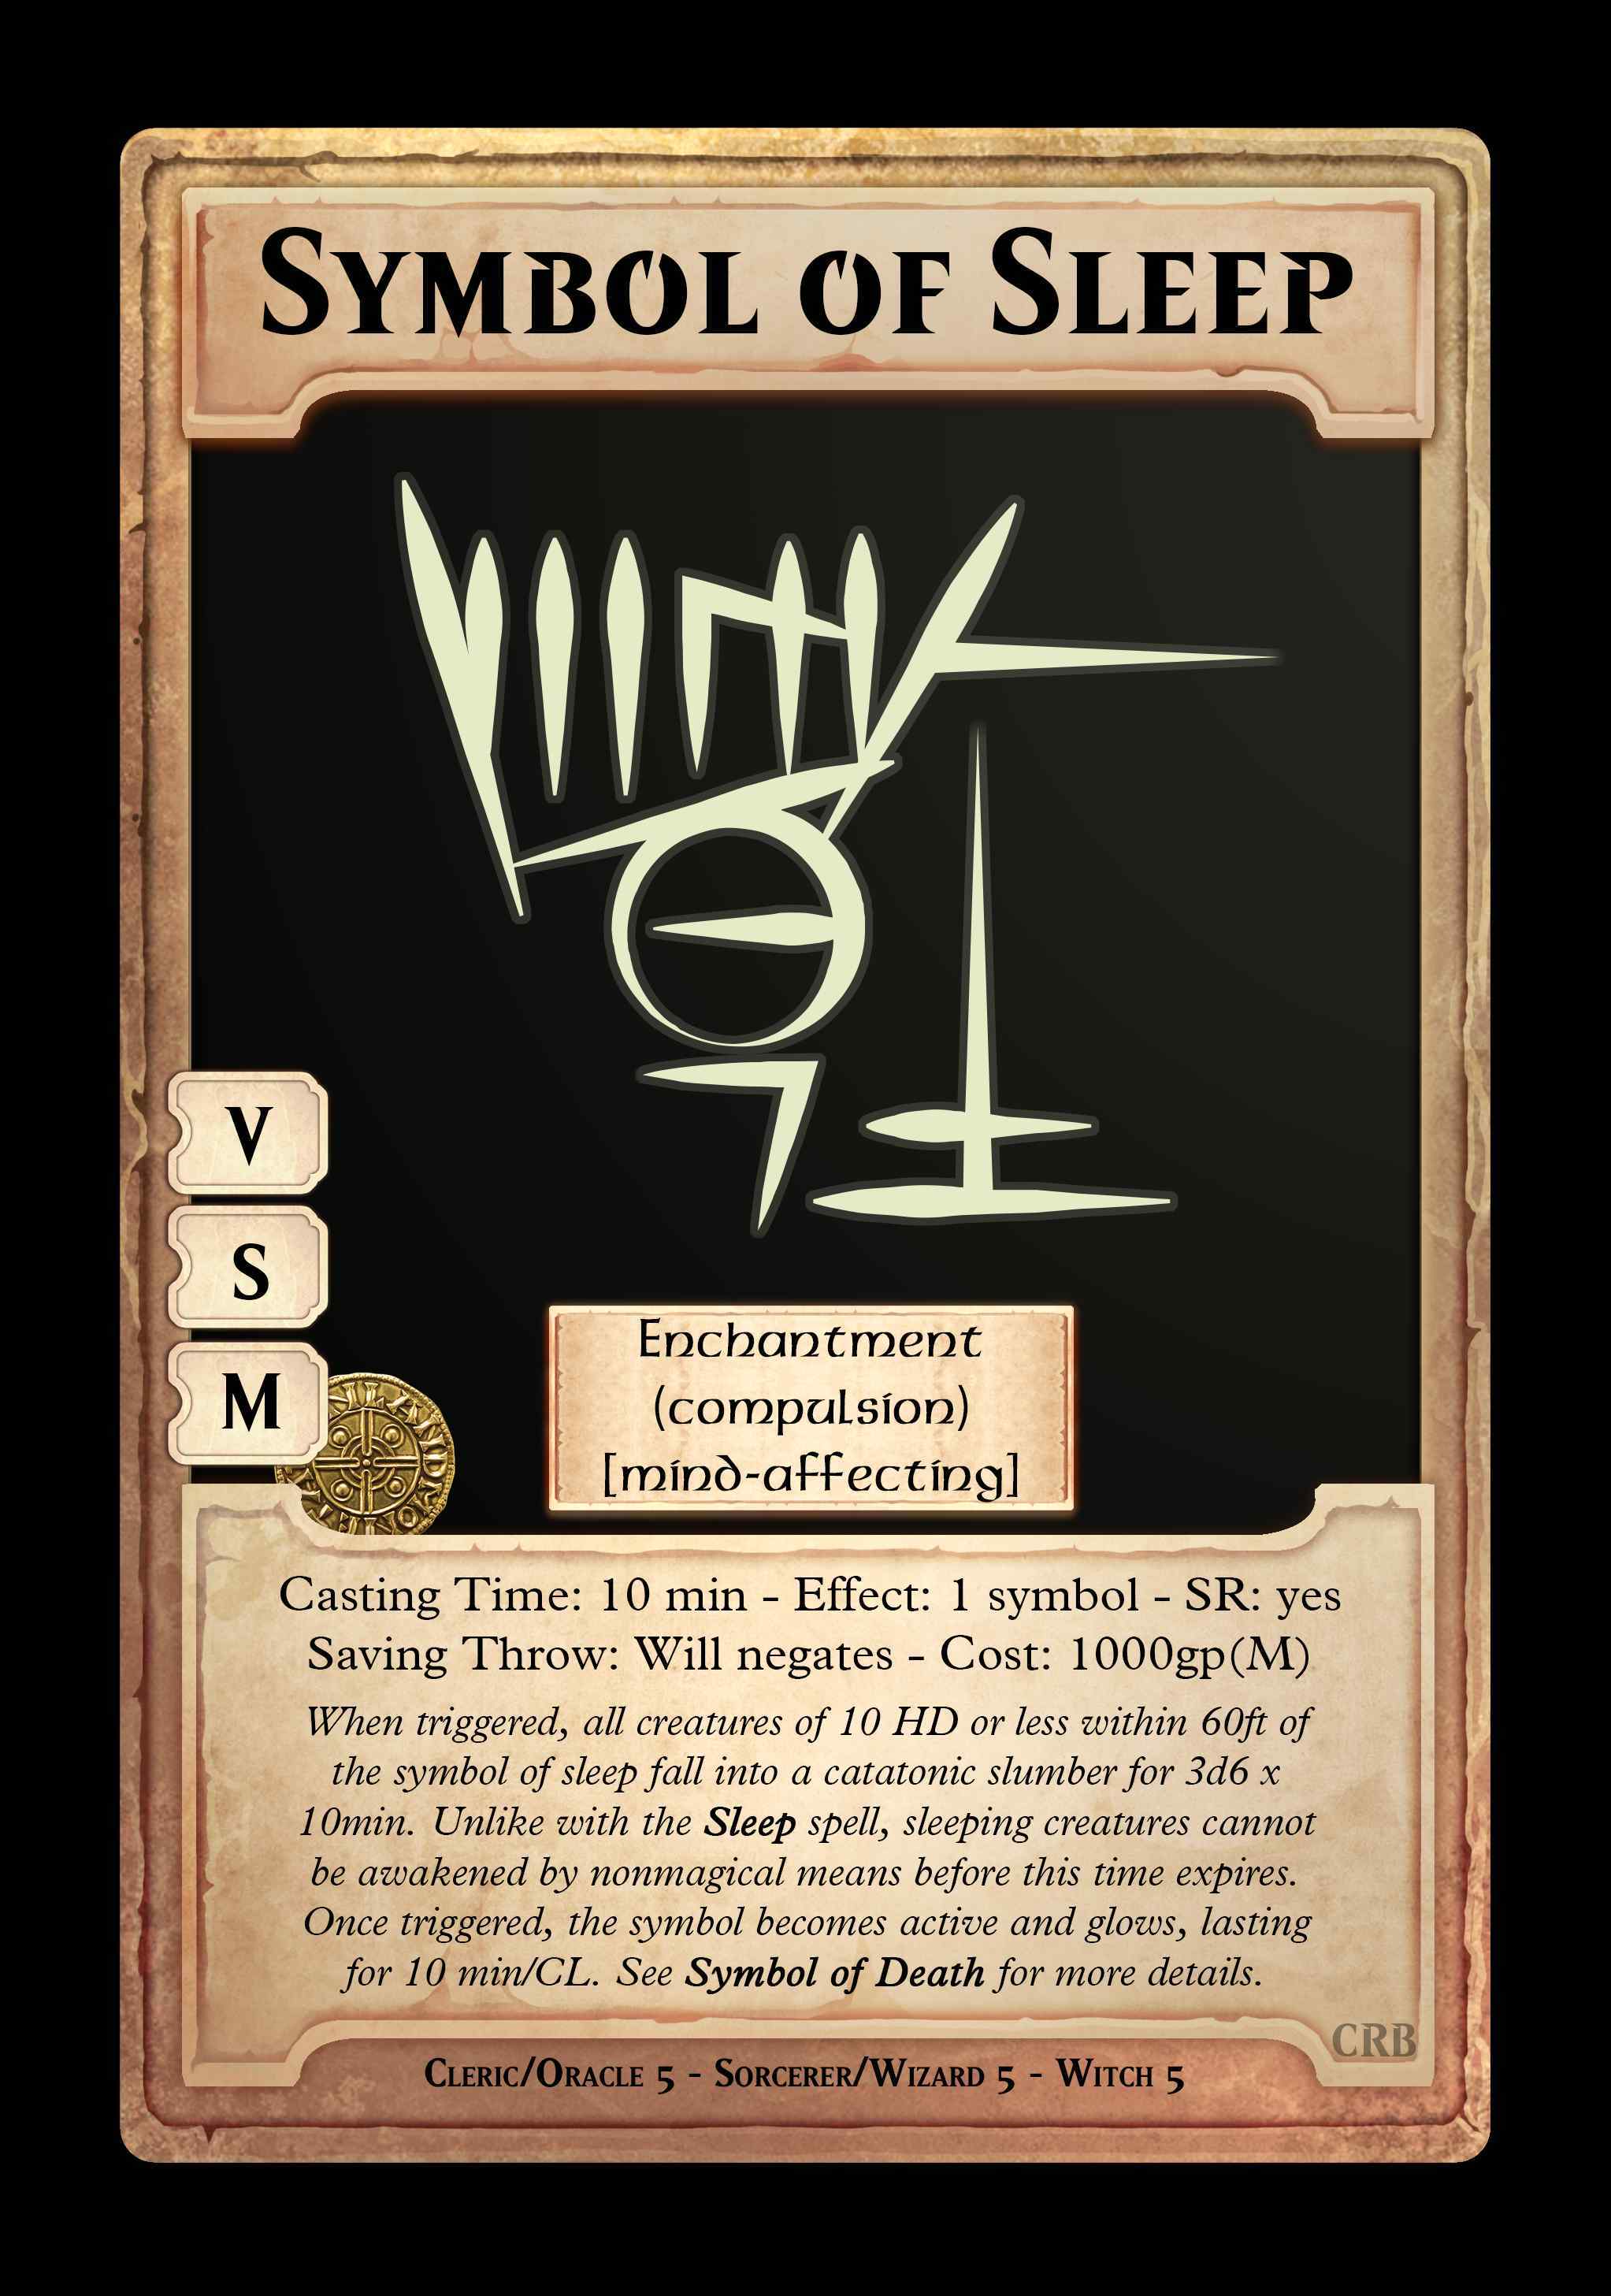 Symbol of Sleep
V
S
M
Enchantment
(compulsion)
[mind-affecting]
Casting Time: 10 min - Effect: 1 symbol - SR: yes
Saving Throw: Will negates - Cost: 1000gp(M)
When triggered, all creatures of 10 HD or less within 60ft of
the symbol of sleep fall into a catatonic slumber for 3d6 x
10min. Unlike with the Sleep spell, sleeping creatures cannot
be awakened by nonmagical means before this time expires.
Once triggered, the symbol becomes active and glows, lasting
for 10 min/CL. See Symbol of Death for more details.
CRB
Cleric/Oracle 5 - Sorcerer/Wizard 5 - Witch 5